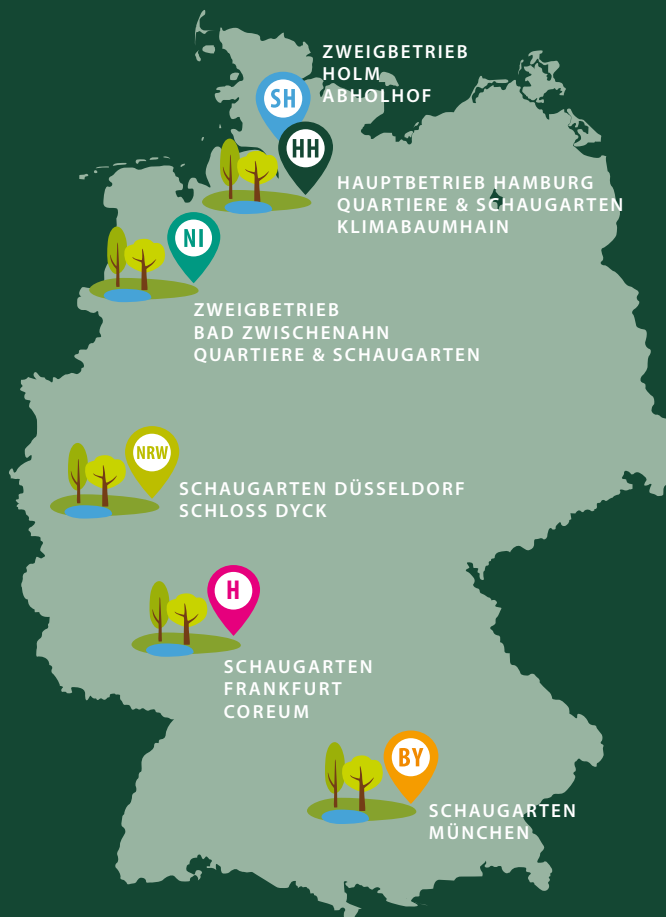 ZWEIGBETRIEB
HOLM
ABHOLHOF
SH
HH
HAUPTBETRIEB HAMBURG
QUARTIERE & SCHAUGARTEN
KLIMABAUMHAIN
NI
ZWEIGBETRIEB
BAD ZWISCHENAHN
QUARTIERE & SCHAUGARTEN
NRW
SCHAUGARTEN DÜSSELDORF
SCHLOSS DYCK
H
SCHAUGARTEN
FRANKFURT
COREUM
BY
SCHAUGARTEN
MÜNCHEN